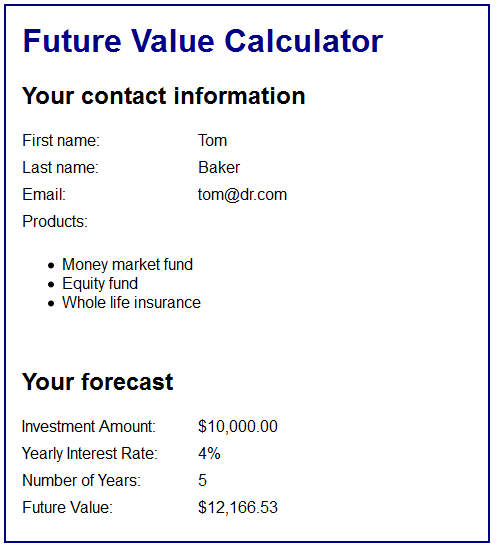 Future Value Calculator
Your contact information
First name: Tom
Last name: Baker
Email: tom@dr.com
Products:
• Money market fund
• Equity fund
• Whole life insurance
Your forecast
Investment Amount: $10,000.00
Yearly Interest Rate: 4%
Number of Years: 5
Future Value: $12,166.53